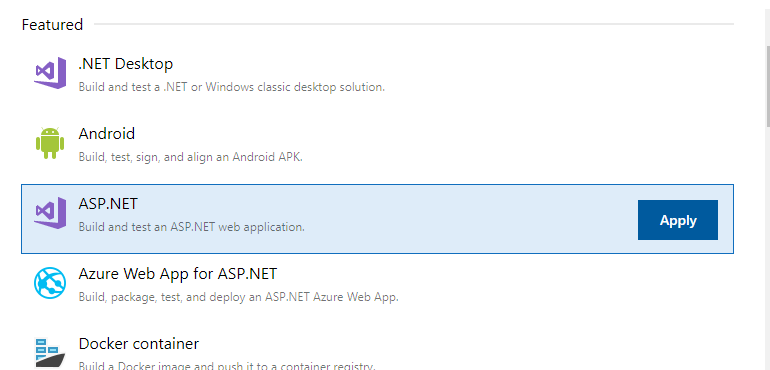 Featured
.NET Desktop
Build and test a .NET or Windows classic desktop solution.
Android
Build, test, sign, and align an Android APK.
ASP.NET
Build and test an ASP.NET web application.
Apply
Azure Web App for ASP.NET
Build, package, test, and deploy an ASP.NET Azure Web App.
Docker container
Build a Docker image and push it to a container registry.